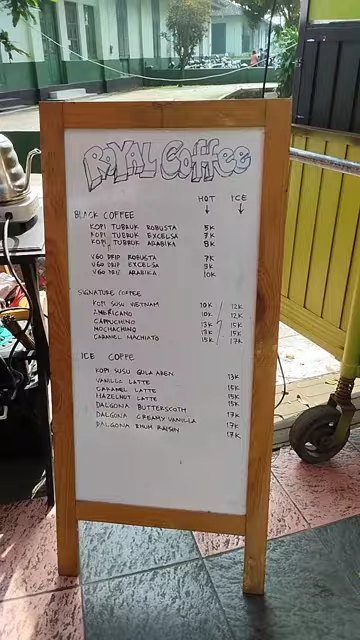 ROYAL COFFEE
HOT ICE
BLACK COFFEE
KOPI TUBRUK ROBUSTA 5K
KOPI TUBRUK EXCELSA 7K
KOPI TUBRUK ARABIKA 8K
V60 DRIP ROBUSTA 7K
V60 DRIP EXCELSA 9K
V60 DRIP ARABIKA 10K
SIGNATURE COFFEE
KOPI SUSU VIETNAM 10K / 12K
AMERICANO 10K 12K
CAPPUCHINO 13K 15K
MOCHACHINO 13K 15K
CARAMEL MACHIATO 15K 17K
ICE COFFE
KOPI SUSU GULA AREN 13K
VANILLA LATTE 15K
CARAMEL LATTE 15K
HAZELNUT LATTE 15K
DALGONA BUTTERSCOTH 17K
DALGONA CREAMY VANILLA 17K
DALGONA RHUM RAISON 17K